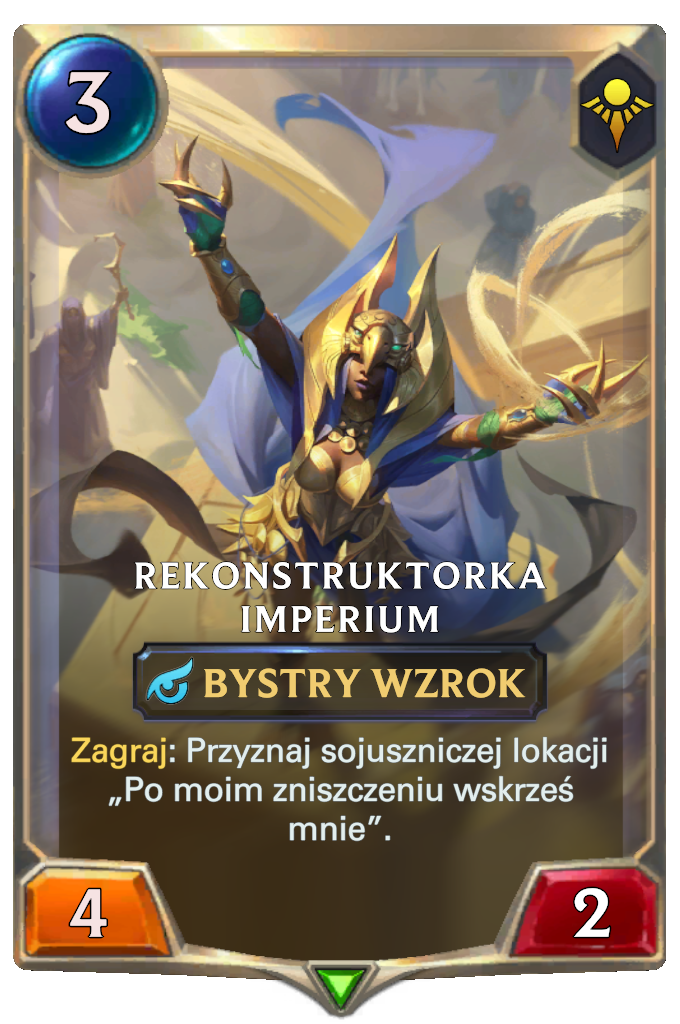 3
REKONSTRUKTORKA
IMPERIUM
BYSTRY WZROK
Zagraj: Przyznaj sojuszniczej lokacji
„Po moim zniszczeniu wskrześ
mnie”.
4
2